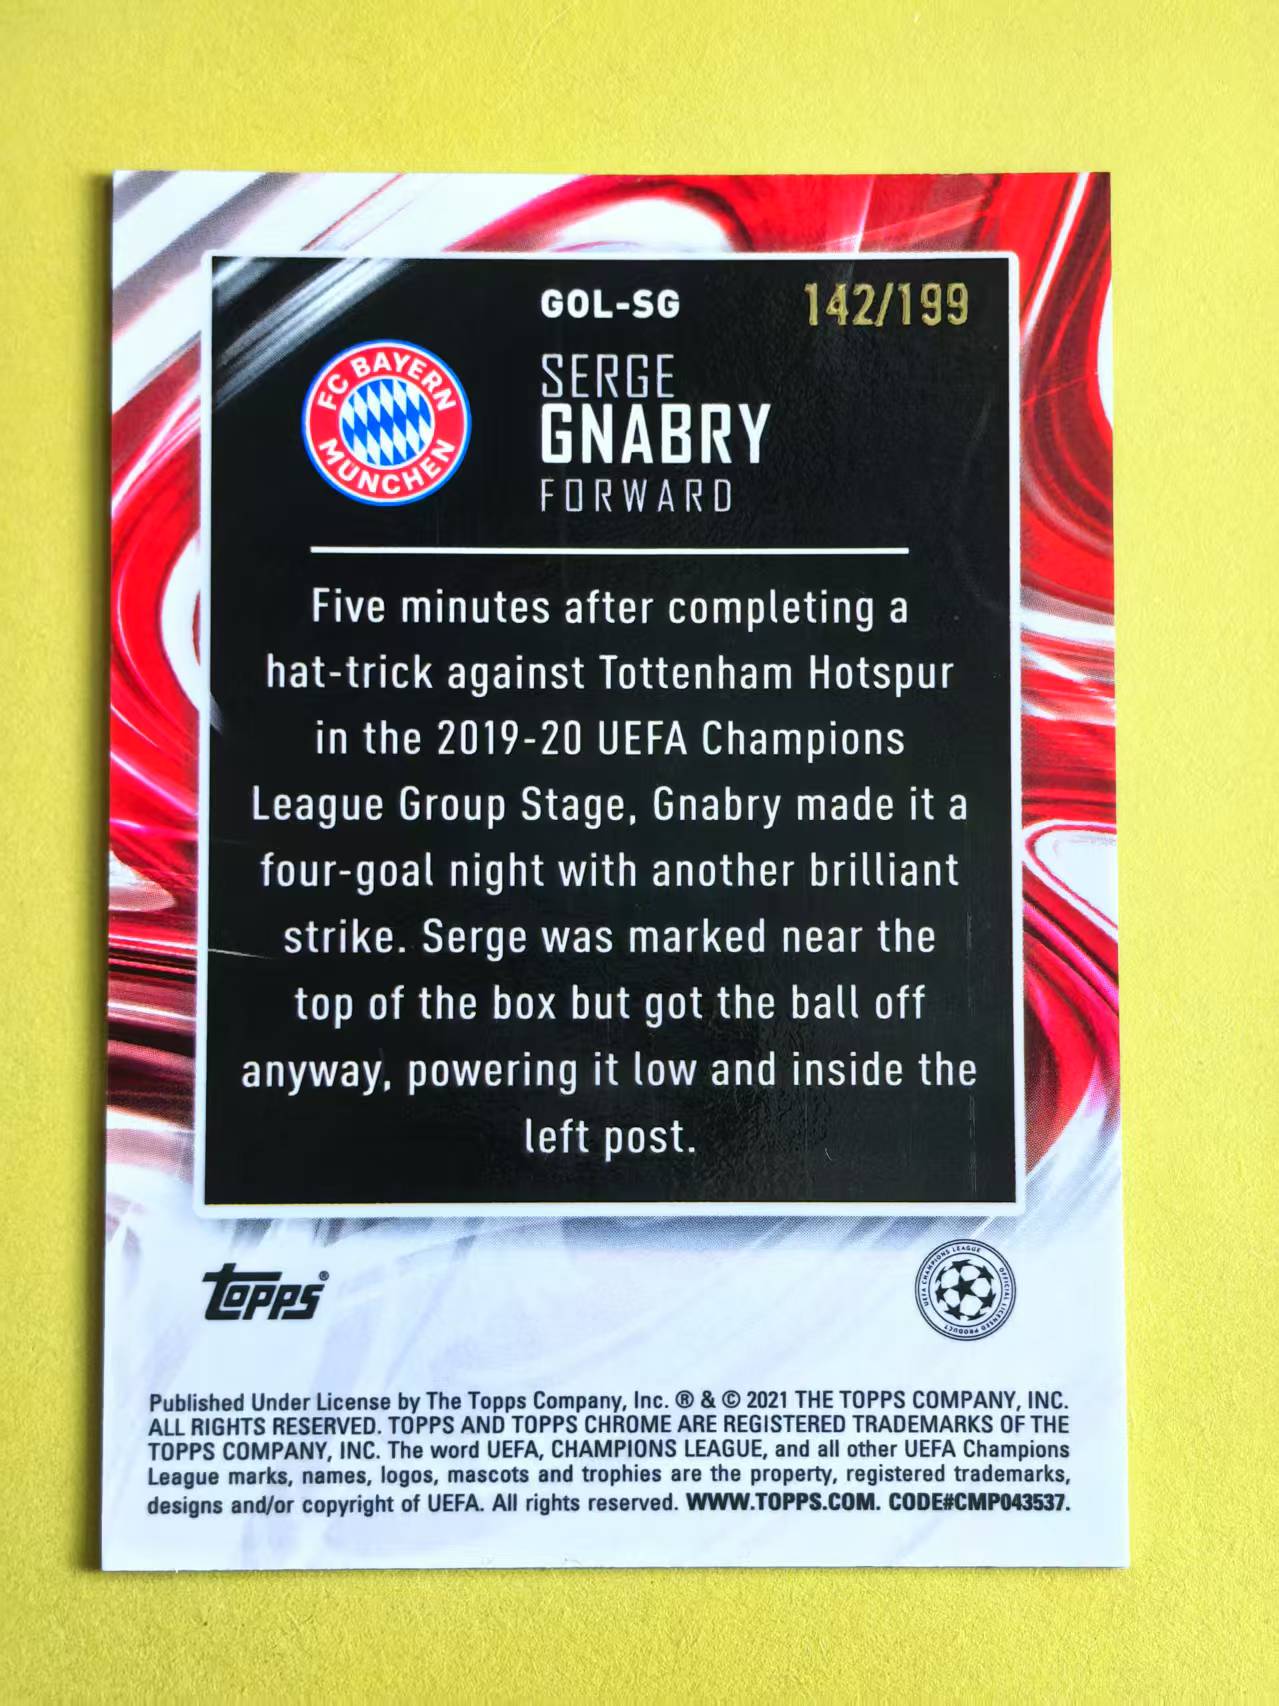 GOL-SG
142/199
FC BAYERN
MÜNCHEN
SERGE
GNABRY
FORWARD
Five minutes after completing a
hat-trick against Tottenham Hotspur
in the 2019-20 UEFA Champions
League Group Stage, Gnabry made it a
four-goal night with another brilliant
strike. Serge was marked near the
top of the box but got the ball off
anyway, powering it low and inside the
left post.
Topps®
UEFA CHAMPIONS LEAGUE
OFFICIAL LICENSED PRODUCT
Published Under License by The Topps Company, Inc. ® & © 2021 THE TOPPS COMPANY, INC.
ALL RIGHTS RESERVED. TOPPS AND TOPPS CHROME ARE REGISTERED TRADEMARKS OF THE
TOPPS COMPANY, INC. The word UEFA, CHAMPIONS LEAGUE, and all other UEFA Champions
League marks, names, logos, mascots and trophies are the property, registered trademarks,
designs and/or copyright of UEFA. All rights reserved. WWW.TOPPS.COM. CODE#CMP043537.